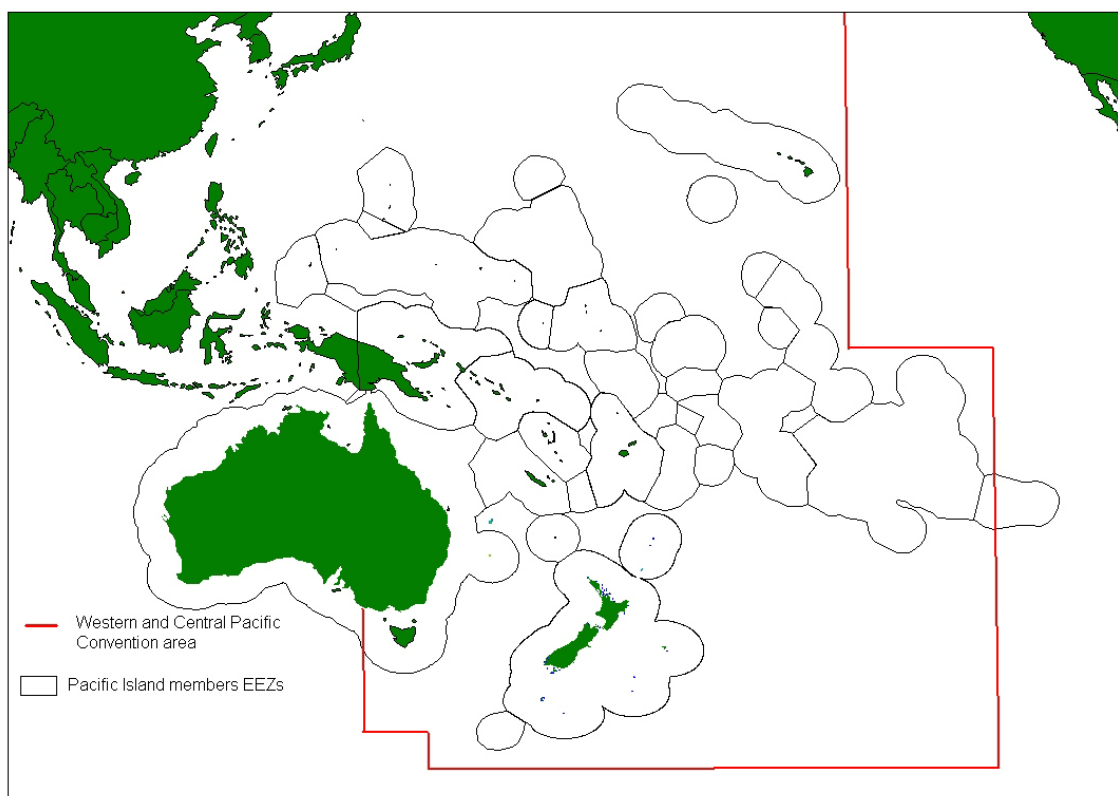 Western and Central Pacific
Convention area
Pacific Island members EEZs